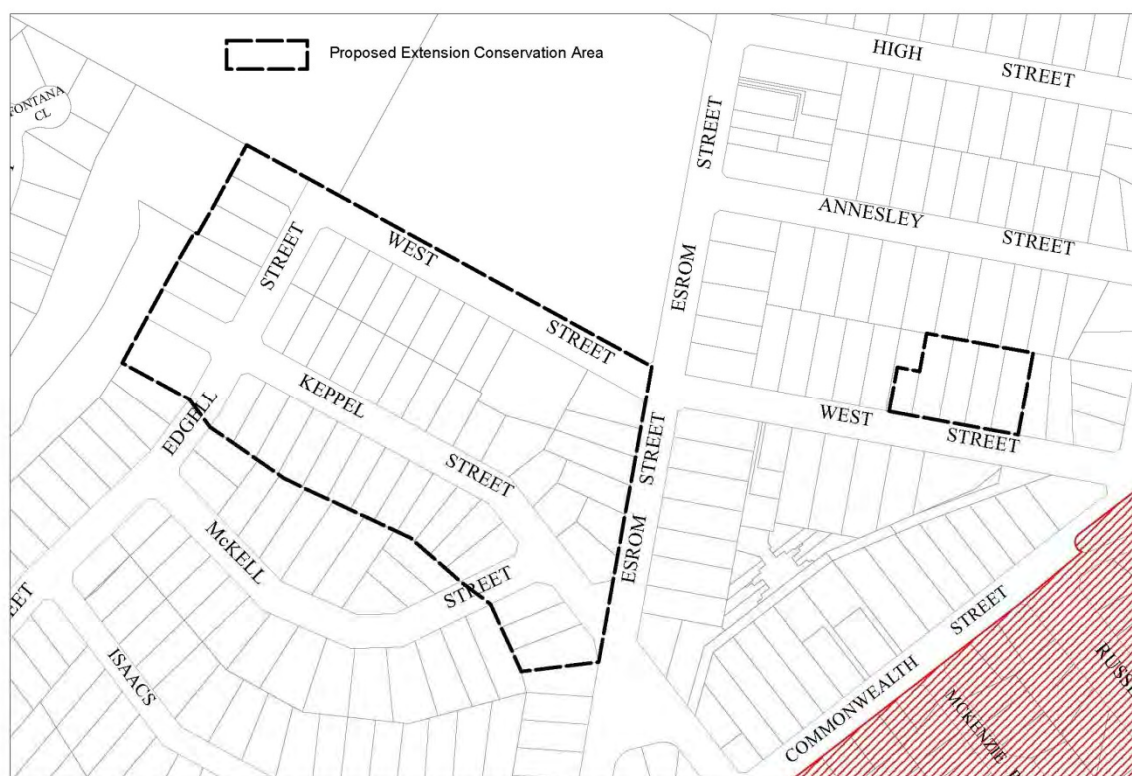 Proposed Extension Conservation Area
HIGH STREET
FONTANA
CL
STREET
ANNESLEY STREET
WEST STREET
STREET
ESROM
KEPPEL STREET
WEST STREET
EDGELL
STREET
McKELL STREET
ESROM
ISAACS
COMMONWEALTH STREET
MCKENZIE